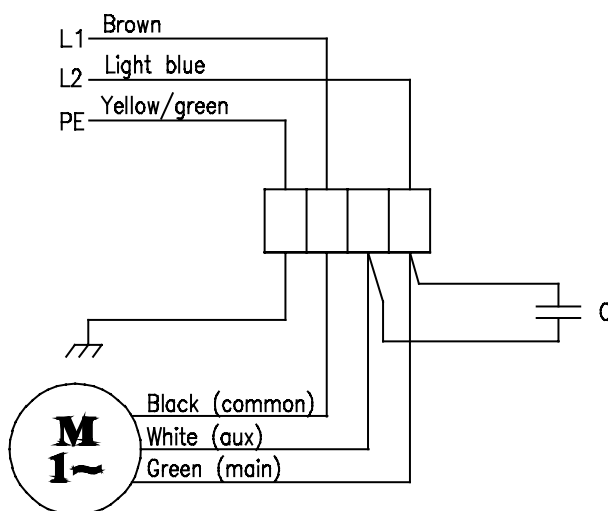 L1 Brown
L2 Light blue
PE Yellow/green
C
Black (common)
White (aux)
Green (main)
M
1~